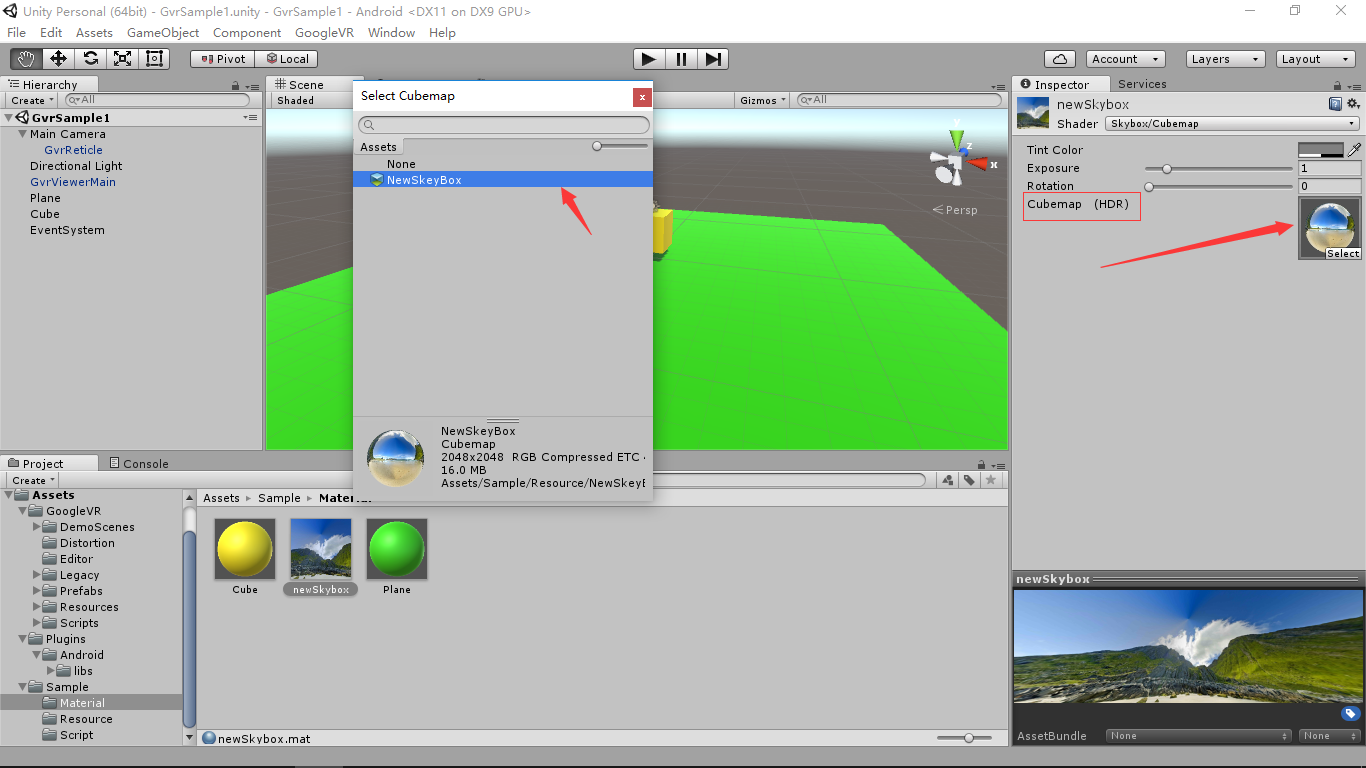 Unity Personal (64bit) - GvrSample1.unity - GvrSample1 - Android <DX11 on DX9 GPU>
File Edit Assets GameObject Component GoogleVR Window Help
Pivot Local Account Layers Layout
Hierarchy
Create All
GvrSample1
Main Camera
GvrReticle
Directional Light
GvrViewerMain
Plane
Cube
EventSystem
Scene
Shaded Gizmos All
y
z
x
Persp
Select Cubemap
Assets
None
NewSkeyBox
NewSkeyBox
Cubemap
2048x2048 RGB Compressed ETC
16.0 MB
Assets/Sample/Resource/NewSkeyB
Inspector Services
newSkybox
Shader Skybox/Cubemap
Tint Color
Exposure 1
Rotation 0
Cubemap (HDR)
Select
Project Console
Create
Assets
GoogleVR
DemoScenes
Distortion
Editor
Legacy
Prefabs
Resources
Scripts
Plugins
Android
libs
Sample
Material
Resource
Script
Assets Sample Material
Cube newSkybox Plane
newSkybox.mat
newSkybox
AssetBundle None None